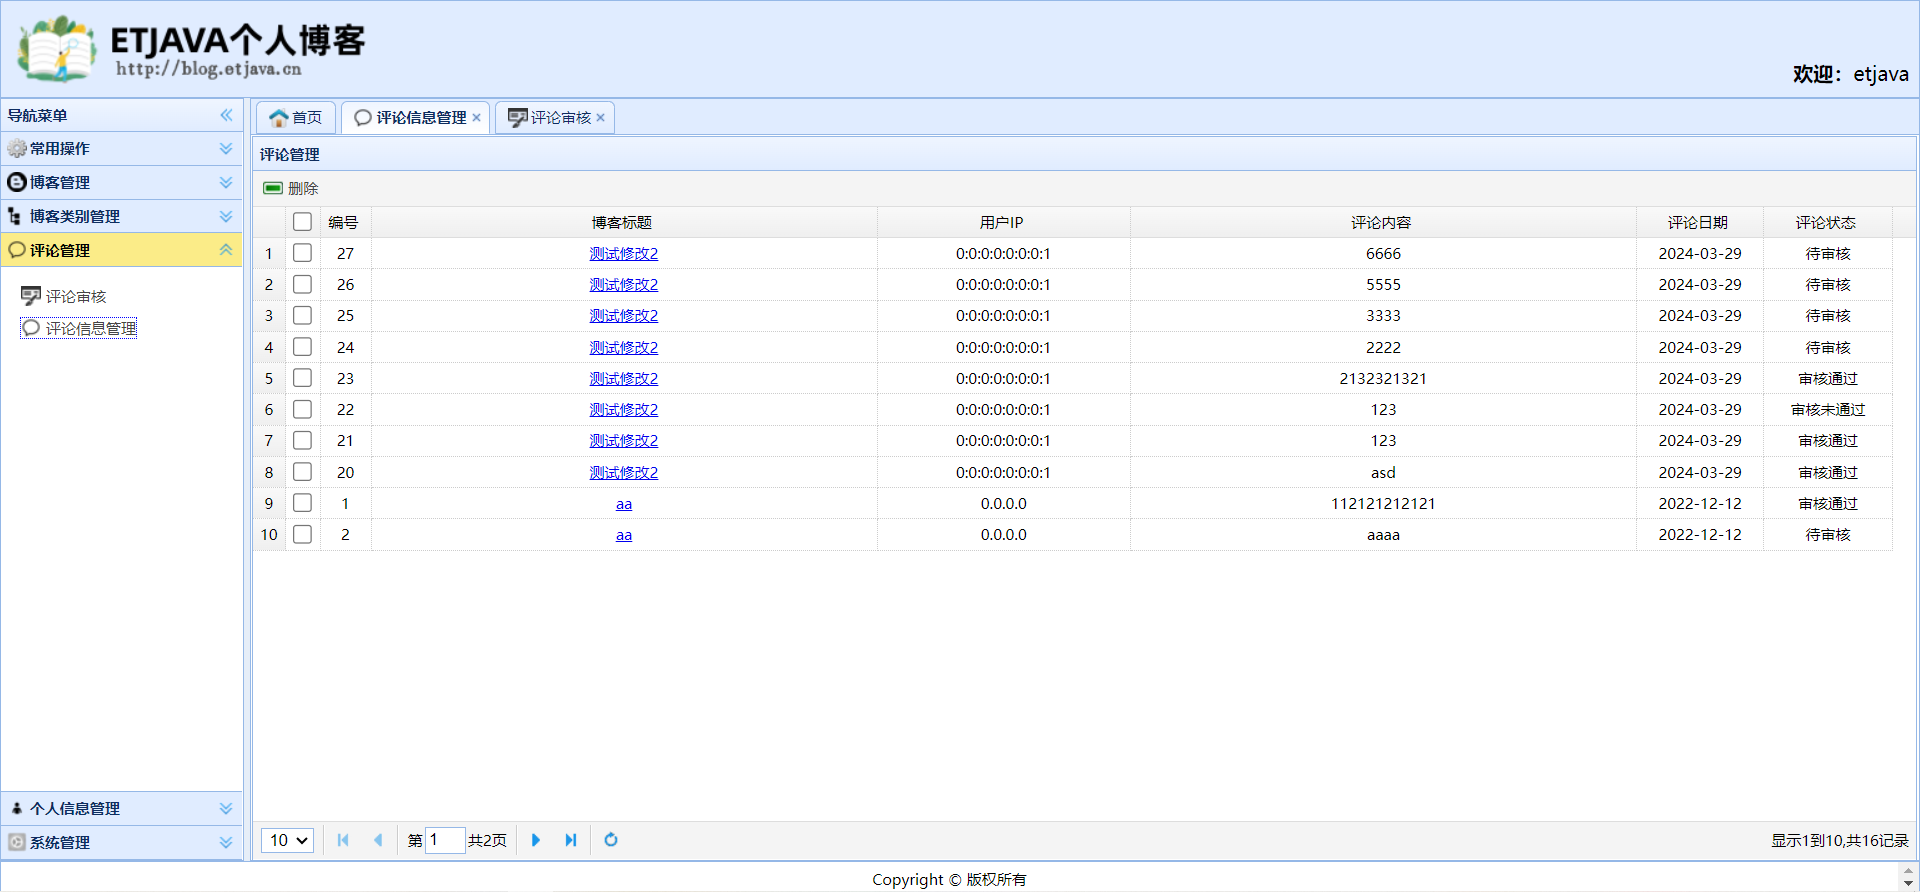 ETJAVA个人博客
http://blog.etjava.cn
欢迎：etjava
导航菜单
常用操作
博客管理
博客类别管理
评论管理
评论审核
评论信息管理
个人信息管理
系统管理
首页 评论信息管理 评论审核
评论管理
删除
编号 博客标题 用户IP 评论内容 评论日期 评论状态
1 27 测试修改2 0:0:0:0:0:0:0:1 6666 2024-03-29 待审核
2 26 测试修改2 0:0:0:0:0:0:0:1 5555 2024-03-29 待审核
3 25 测试修改2 0:0:0:0:0:0:0:1 3333 2024-03-29 待审核
4 24 测试修改2 0:0:0:0:0:0:0:1 2222 2024-03-29 待审核
5 23 测试修改2 0:0:0:0:0:0:0:1 2132321321 2024-03-29 审核通过
6 22 测试修改2 0:0:0:0:0:0:0:1 123 2024-03-29 审核未通过
7 21 测试修改2 0:0:0:0:0:0:0:1 123 2024-03-29 审核通过
8 20 测试修改2 0:0:0:0:0:0:0:1 asd 2024-03-29 审核通过
9 1 aa 0.0.0.0 112121212121 2022-12-12 审核通过
10 2 aa 0.0.0.0 aaaa 2022-12-12 待审核
10 第 1 共2页 显示1到10,共16记录
Copyright © 版权所有